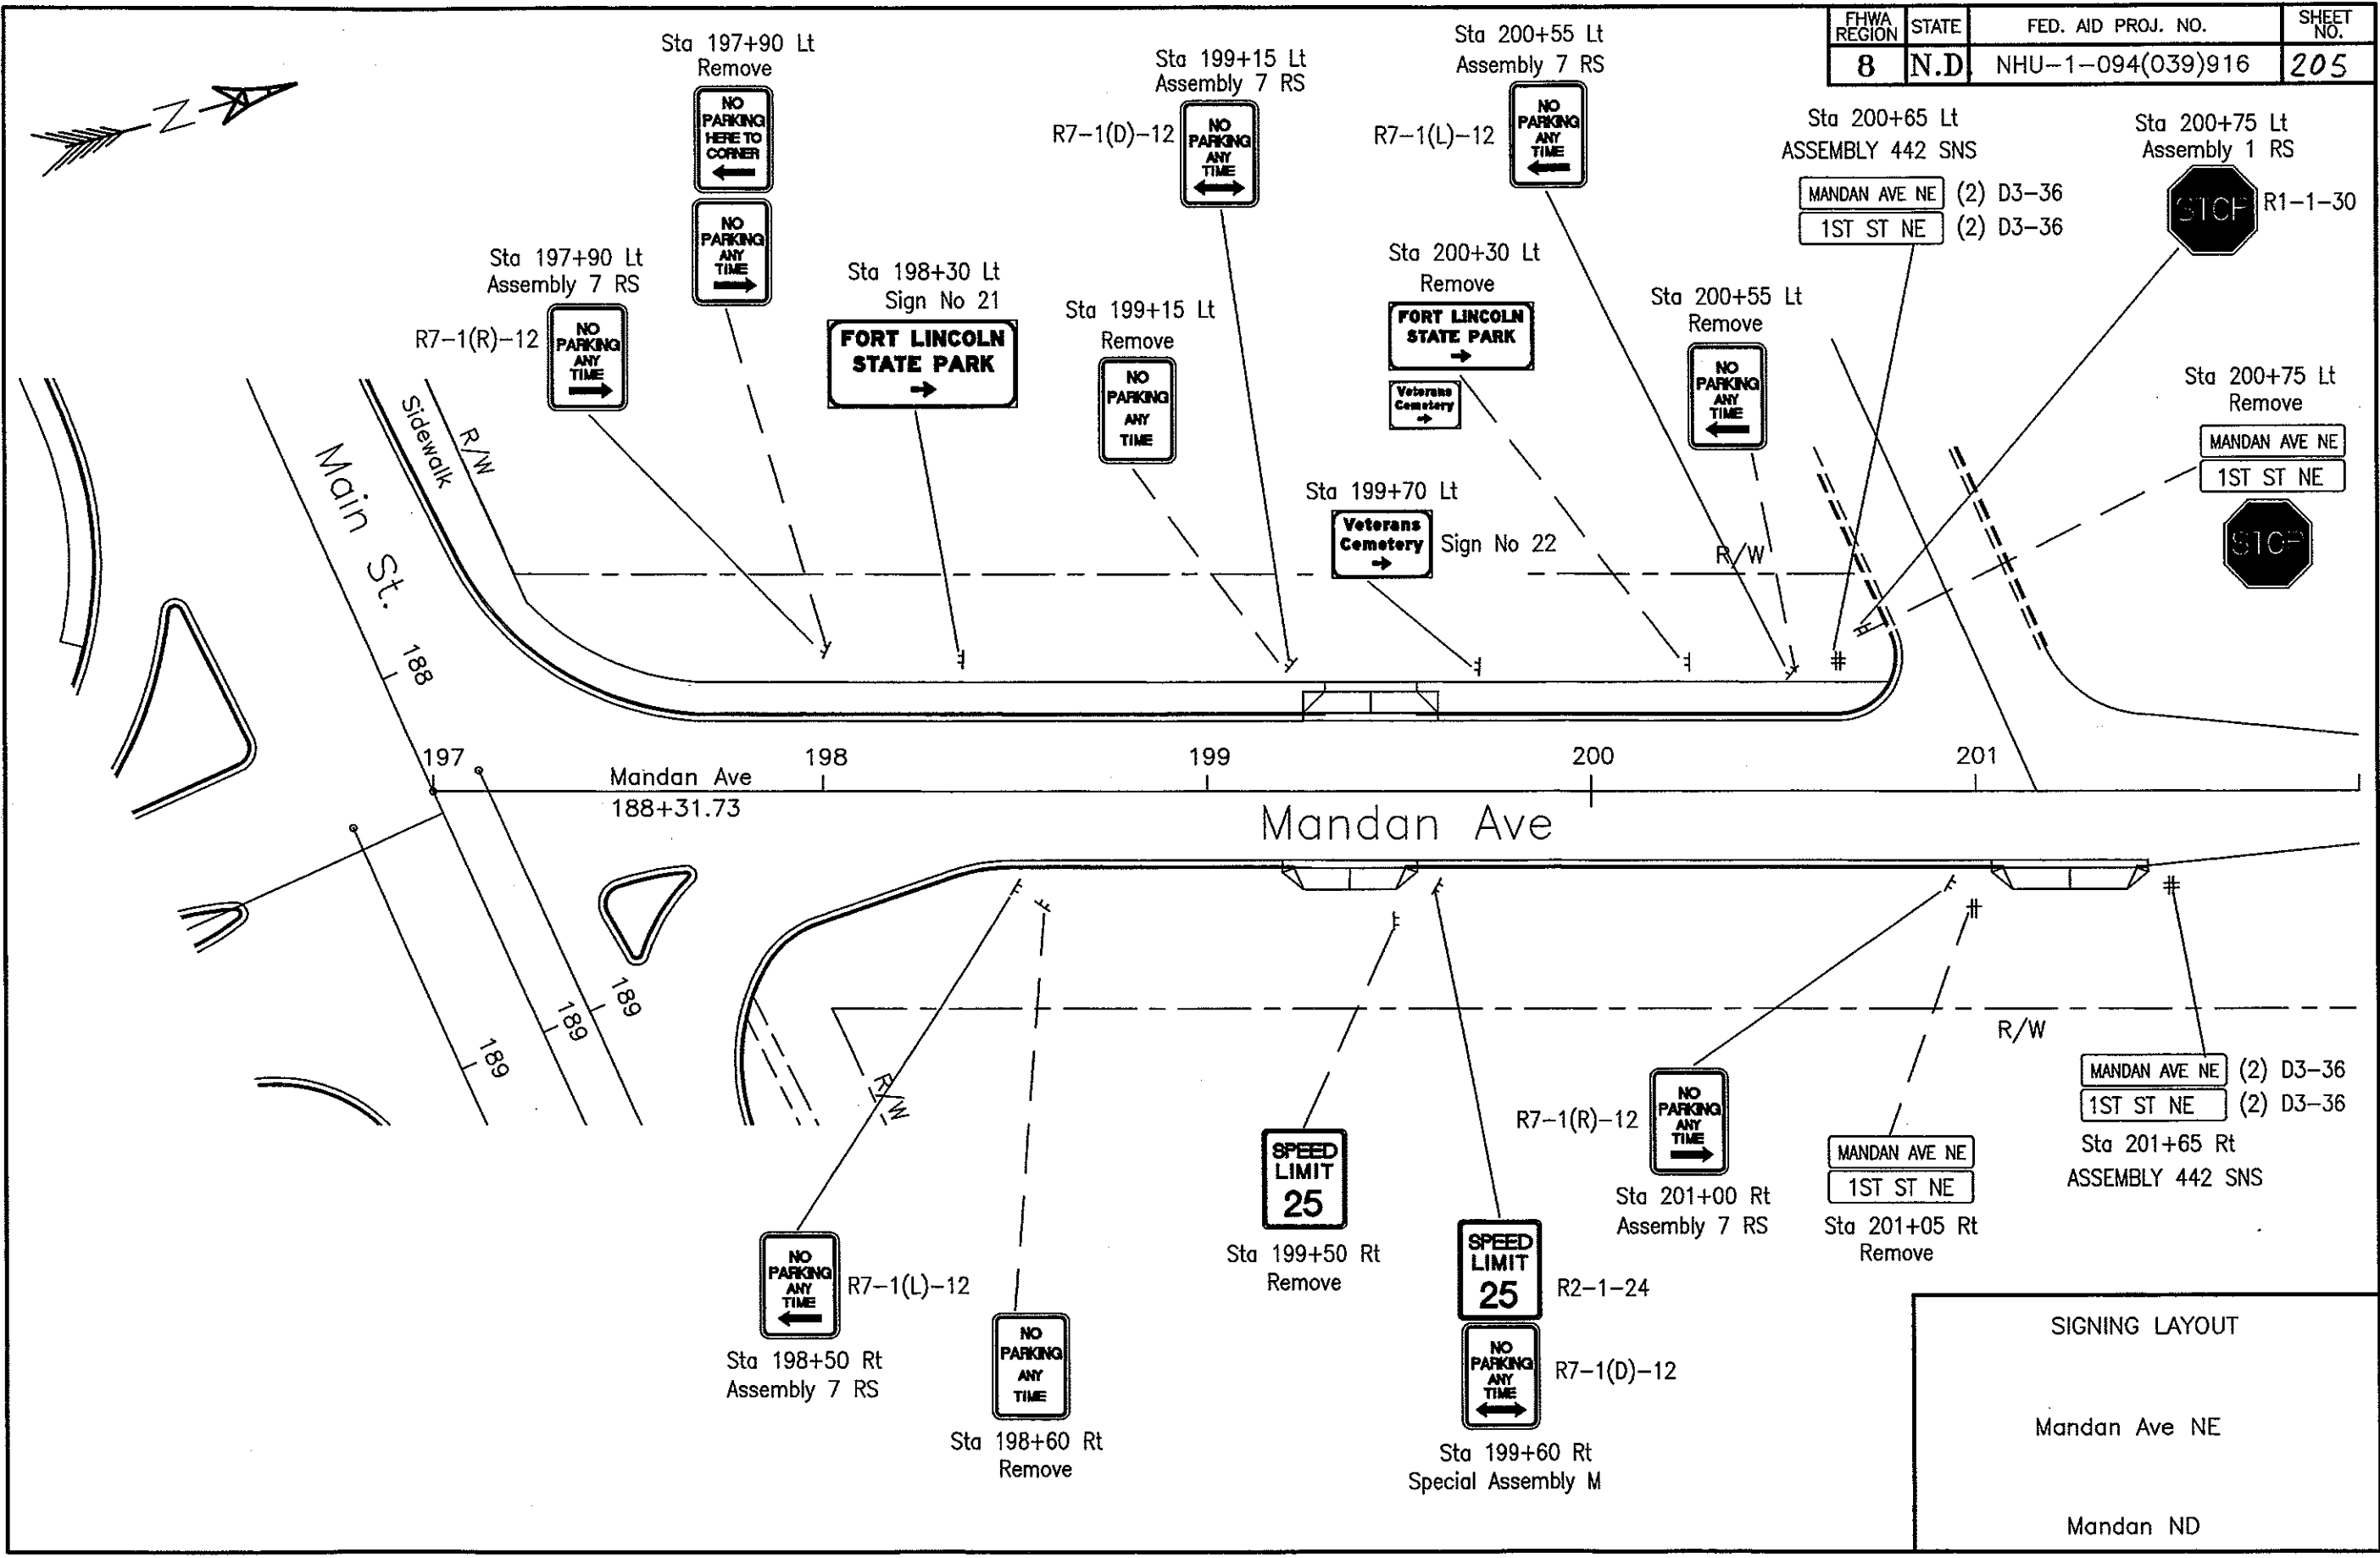 FHWA REGION
STATE
FED. AID PROJ. NO.
SHEET NO.
8
N.D.
NHU-1-094(039)916
205
N
Sta 197+90 Lt
Remove
NO
PARKING
HERE TO
CORNER
NO
PARKING
ANY
TIME
Sta 199+15 Lt
Assembly 7 RS
R7-1(D)-12
NO
PARKING
ANY
TIME
Sta 200+55 Lt
Assembly 7 RS
R7-1(L)-12
NO
PARKING
ANY
TIME
Sta 200+65 Lt
ASSEMBLY 442 SNS
MANDAN AVE NE (2) D3-36
1ST ST NE (2) D3-36
Sta 200+75 Lt
Assembly 1 RS
STOP
R1-1-30
Sta 197+90 Lt
Assembly 7 RS
R7-1(R)-12
NO
PARKING
ANY
TIME
Sta 198+30 Lt
Sign No 21
FORT LINCOLN
STATE PARK
Sta 199+15 Lt
Remove
NO
PARKING
ANY
TIME
Sta 200+30 Lt
Remove
FORT LINCOLN
STATE PARK
Veterans
Cemetery
Sta 200+55 Lt
Remove
NO
PARKING
ANY
TIME
Sta 200+75 Lt
Remove
MANDAN AVE NE
1ST ST NE
STOP
Sta 199+70 Lt
Veterans
Cemetery
Sign No 22
Sidewalk
R/W
Main St.
R/W
188
197
198
199
200
201
Mandan Ave
188+31.73
Mandan Ave
189
189
189
R/W
R/W
NO
PARKING
ANY
TIME
R7-1(L)-12
Sta 198+50 Rt
Assembly 7 RS
NO
PARKING
ANY
TIME
Sta 198+60 Rt
Remove
SPEED
LIMIT
25
Sta 199+50 Rt
Remove
SPEED
LIMIT
25
R2-1-24
NO
PARKING
ANY
TIME
R7-1(D)-12
Sta 199+60 Rt
Special Assembly M
R7-1(R)-12
NO
PARKING
ANY
TIME
Sta 201+00 Rt
Assembly 7 RS
MANDAN AVE NE
1ST ST NE
Sta 201+05 Rt
Remove
MANDAN AVE NE (2) D3-36
1ST ST NE (2) D3-36
Sta 201+65 Rt
ASSEMBLY 442 SNS
SIGNING LAYOUT
Mandan Ave NE
Mandan ND